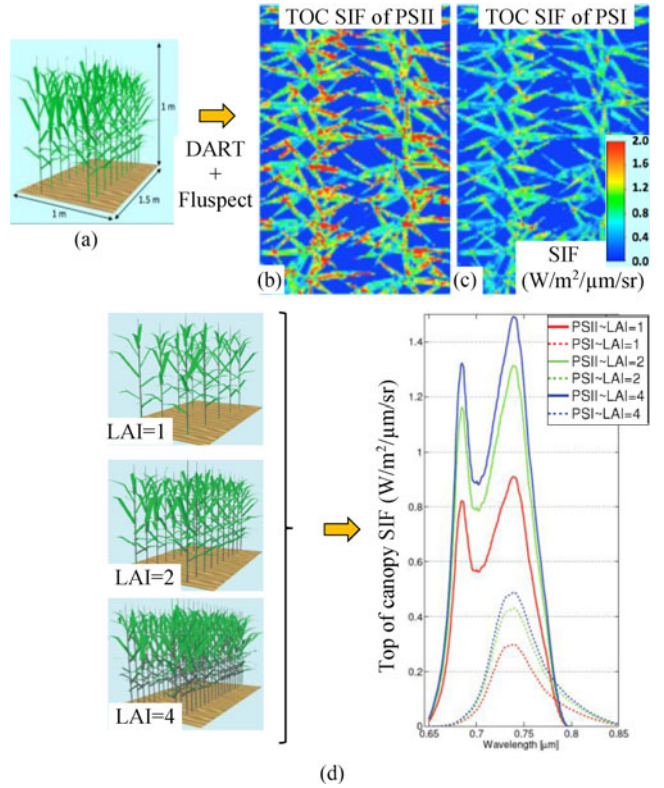 TOC SIF of PSII
TOC SIF of PSI
1 m
1.5 m
1 m
DART
+
Fluspect
(a)
(b)
(c)
2.0
1.6
1.2
0.8
0.4
0.0
SIF
(W/m²/μm/sr)
LAI=1
LAI=2
LAI=4
PSII~LAI=1
PSI~LAI=1
PSII~LAI=2
PSI~LAI=2
PSII~LAI=4
PSI~LAI=4
Top of canopy SIF (W/m²/μm/sr)
1.4
1.2
1
0.8
0.6
0.4
0.2
0
0.65
0.7
0.75
0.8
0.85
Wavelength [μm]
(d)